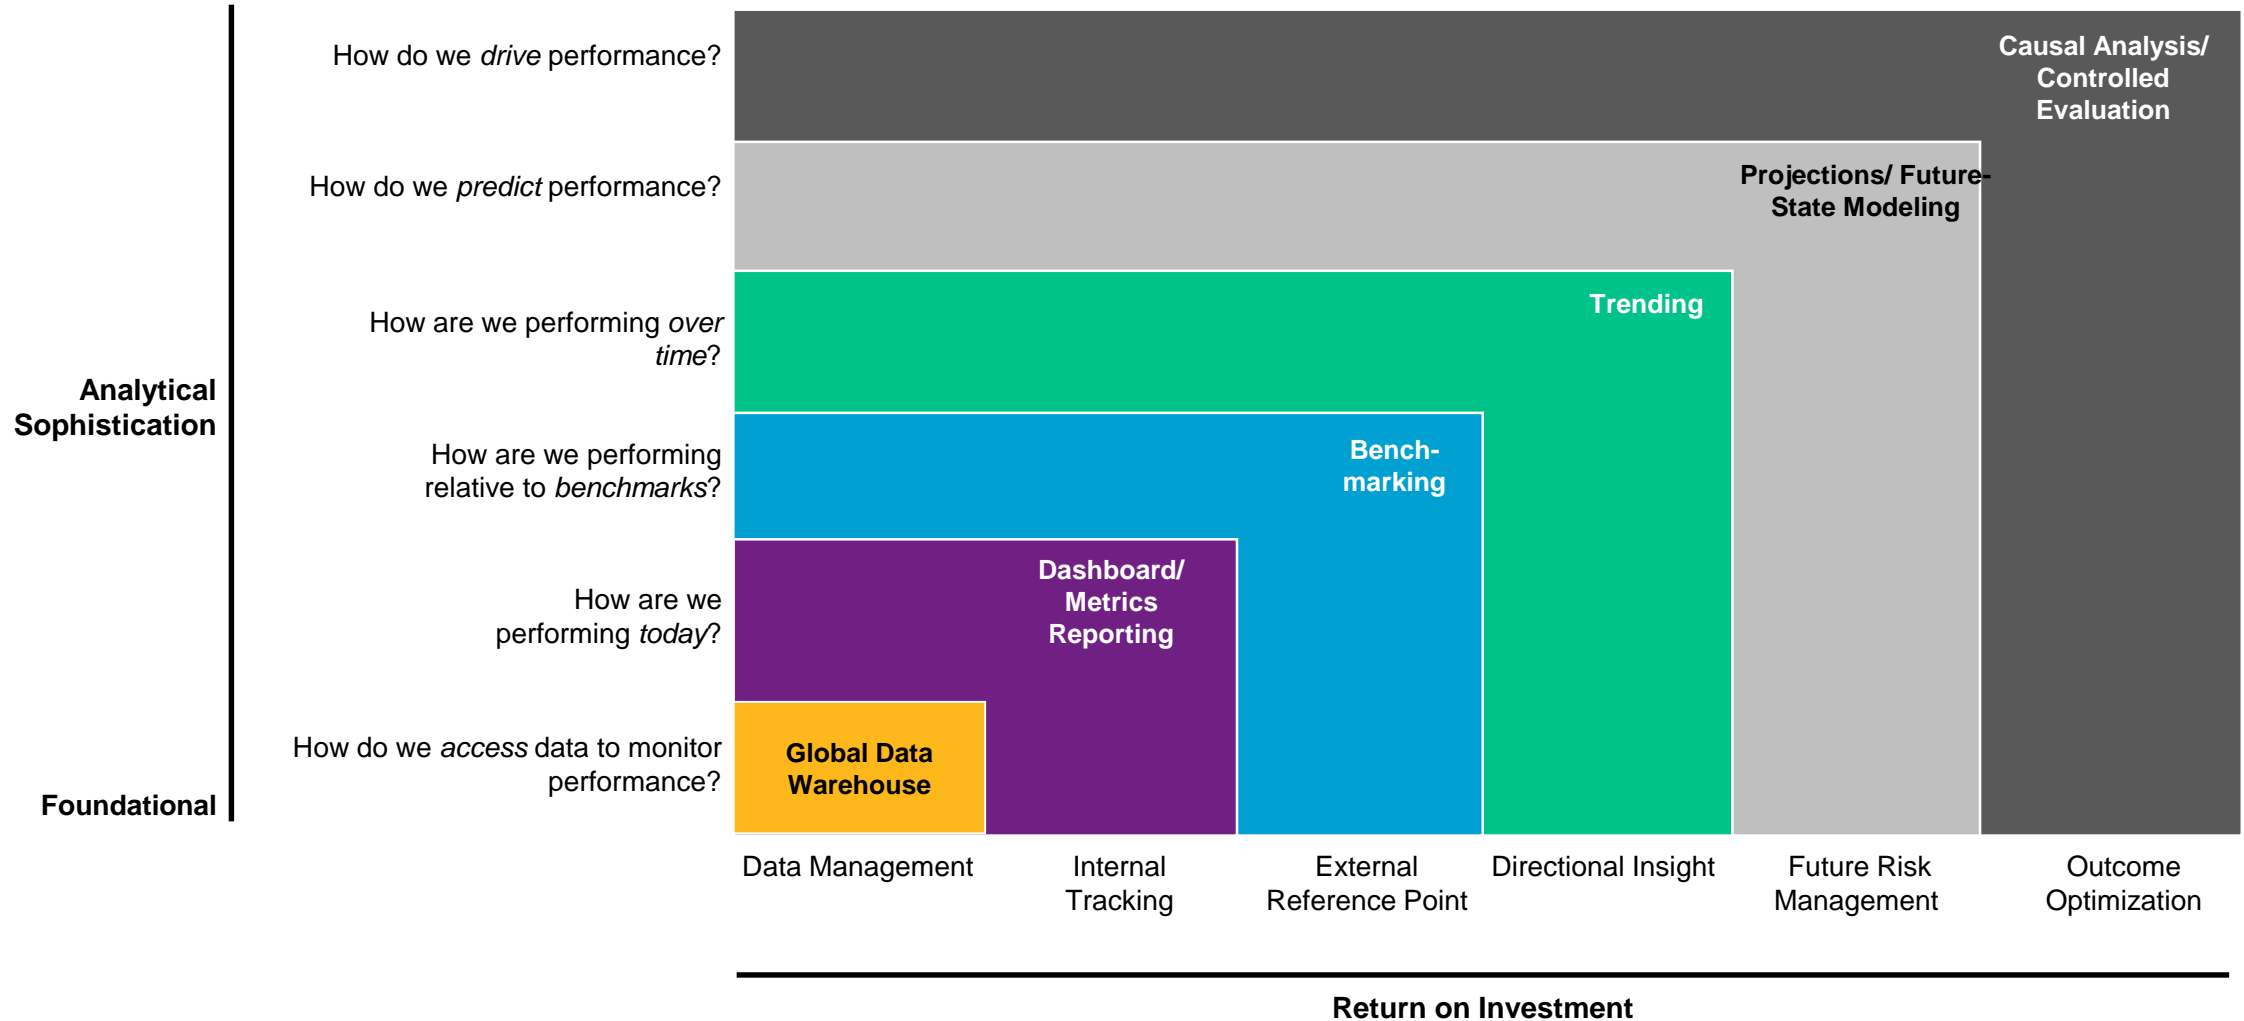 How do we drive performance?
Causal Analysis/
Controlled
Evaluation
How do we predict performance?
Projections/ Future-
State Modeling
How are we performing over
time?
Trending
Analytical
Sophistication
How are we performing
relative to benchmarks?
Bench-
marking
How are we
performing today?
Dashboard/
Metrics
Reporting
How do we access data to monitor
performance?
Global Data
Warehouse
Foundational
Data Management
Internal
Tracking
External
Reference Point
Directional Insight
Future Risk
Management
Outcome
Optimization
Return on Investment